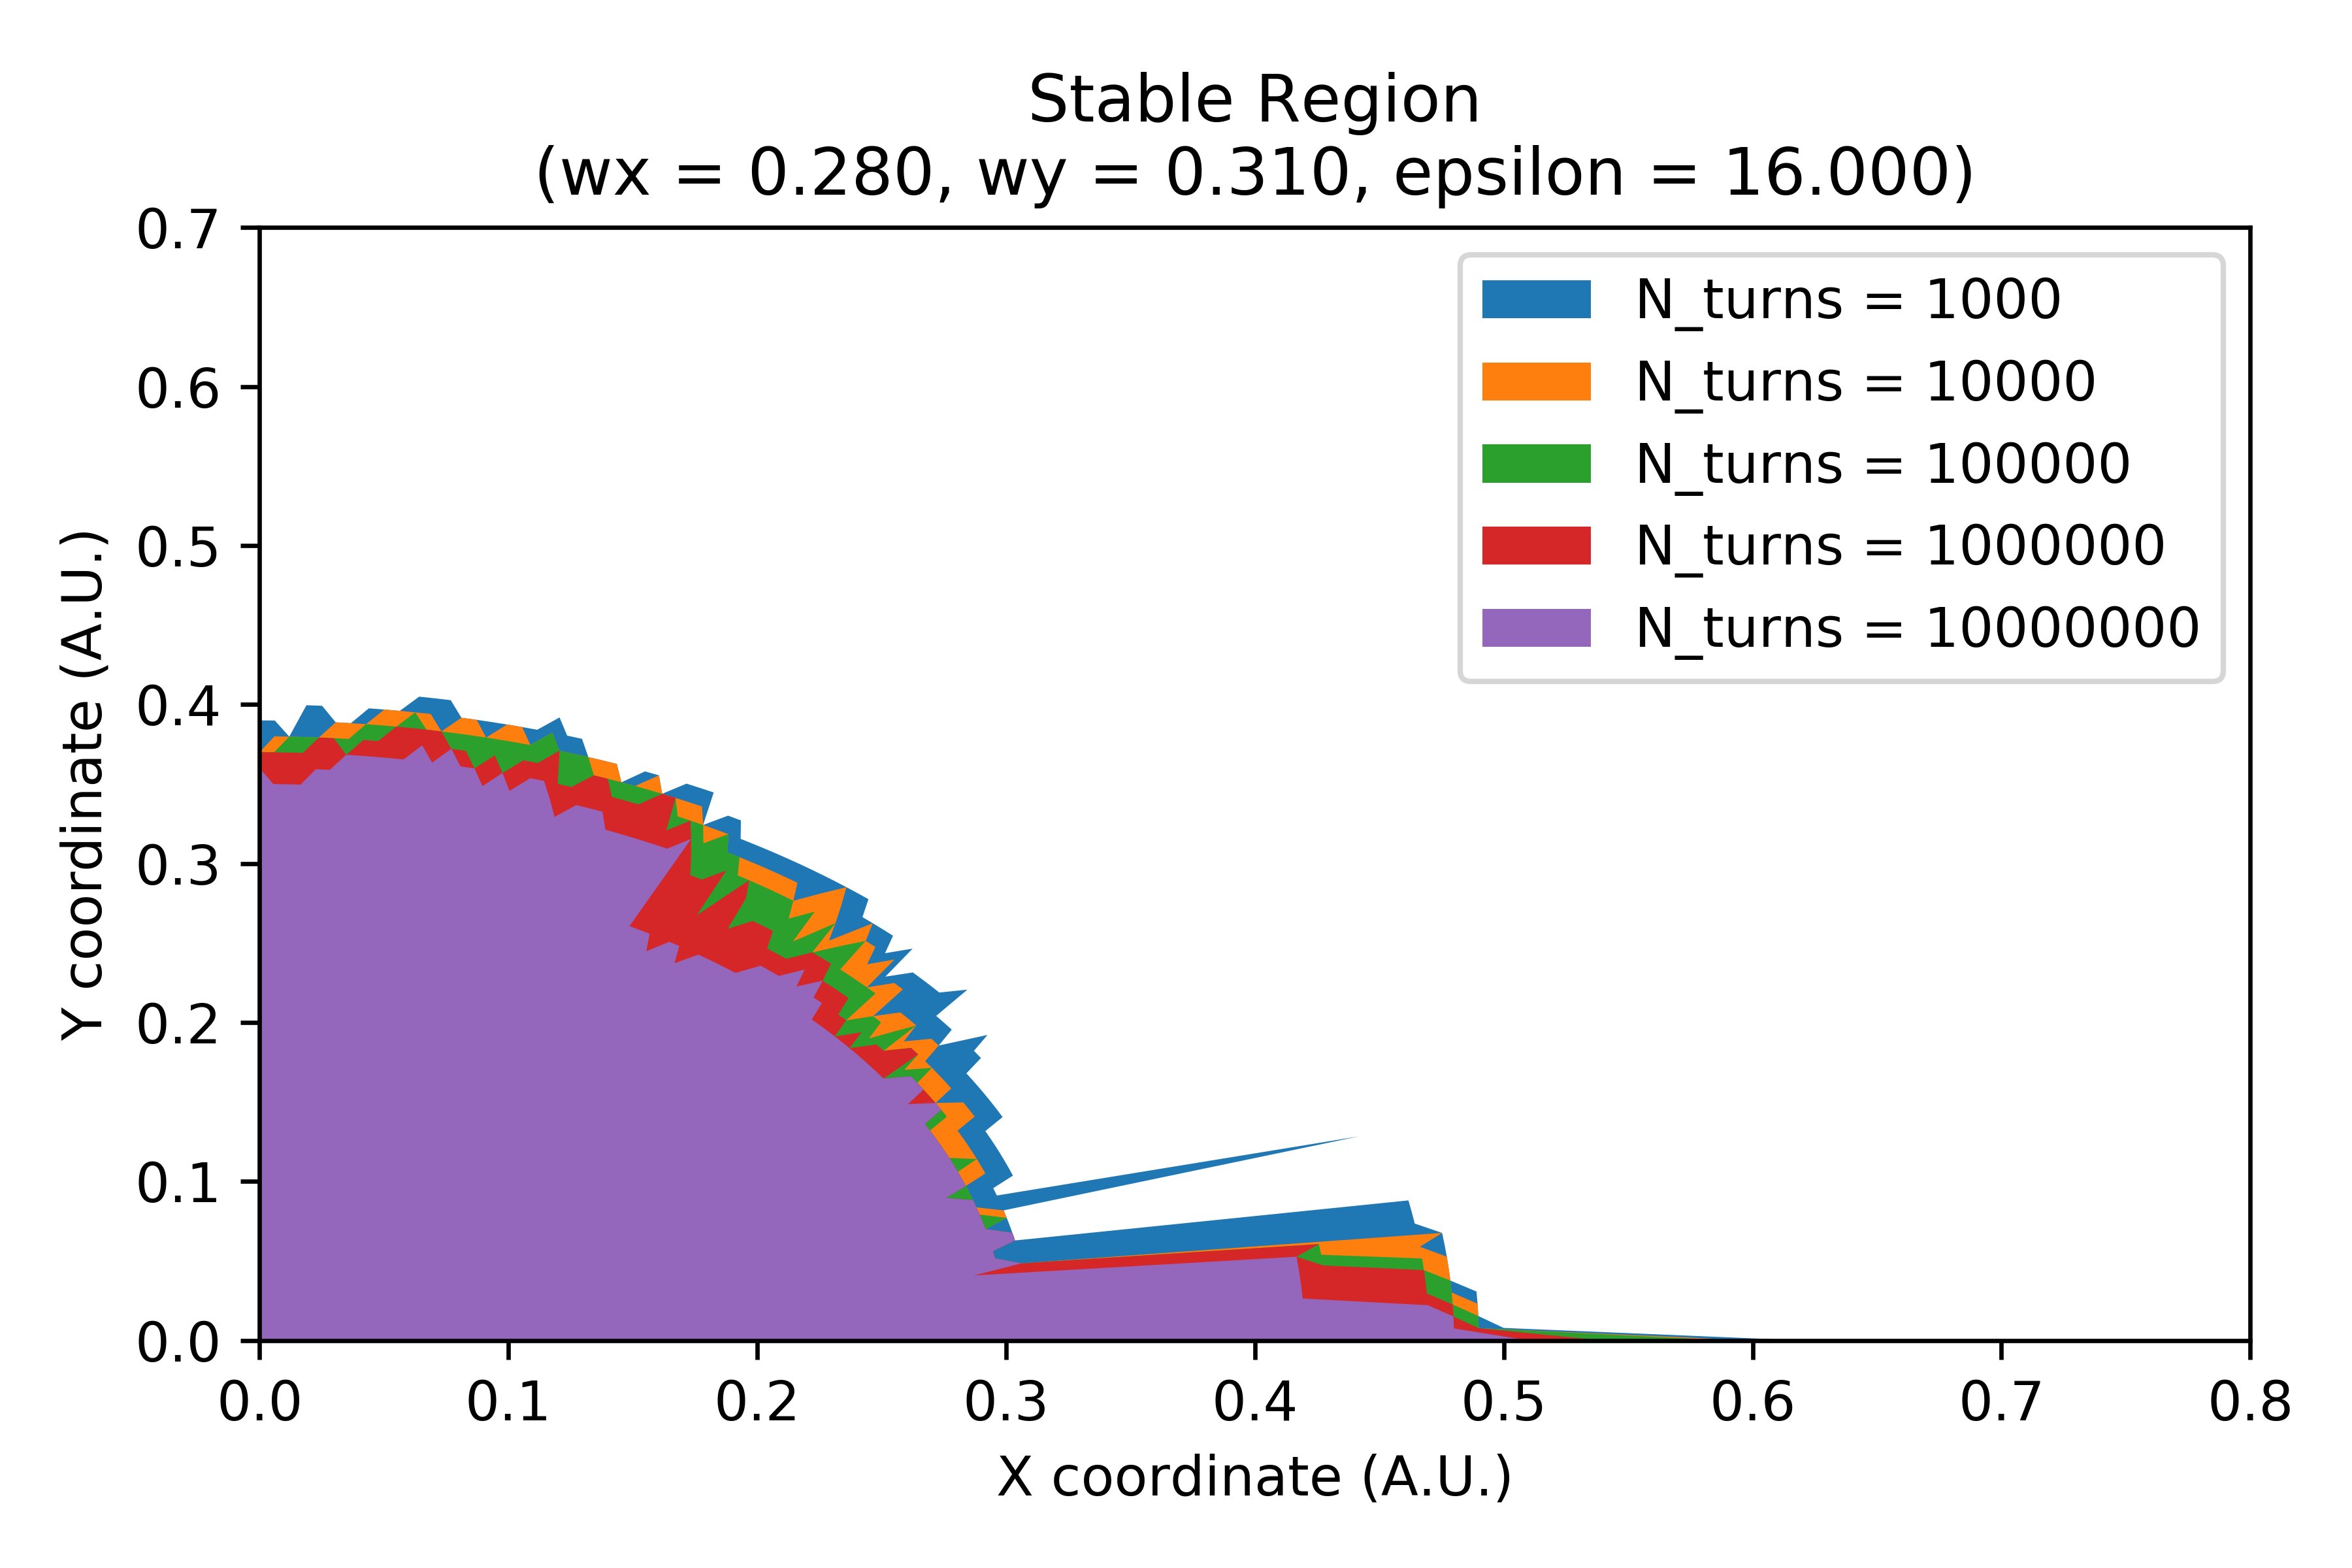 Stable Region
(wx = 0.280, wy = 0.310, epsilon = 16.000)
0.7
0.6
0.5
0.4
0.3
0.2
0.1
0.0
Y coordinate (A.U.)
N_turns = 1000
N_turns = 10000
N_turns = 100000
N_turns = 1000000
N_turns = 10000000
0.0 0.1 0.2 0.3 0.4 0.5 0.6 0.7 0.8
X coordinate (A.U.)